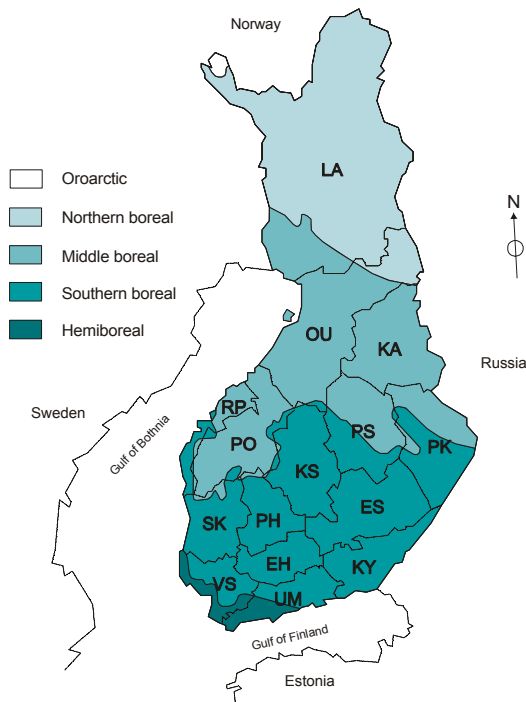 Norway
Oroarctic
Northern boreal
Middle boreal
Southern boreal
Hemiboreal
LA
N
OU
KA
Russia
Sweden
Gulf of Bothnia
RP
PO
PS
PK
KS
ES
SK
PH
EH
KY
VS
UM
Gulf of Finland
Estonia